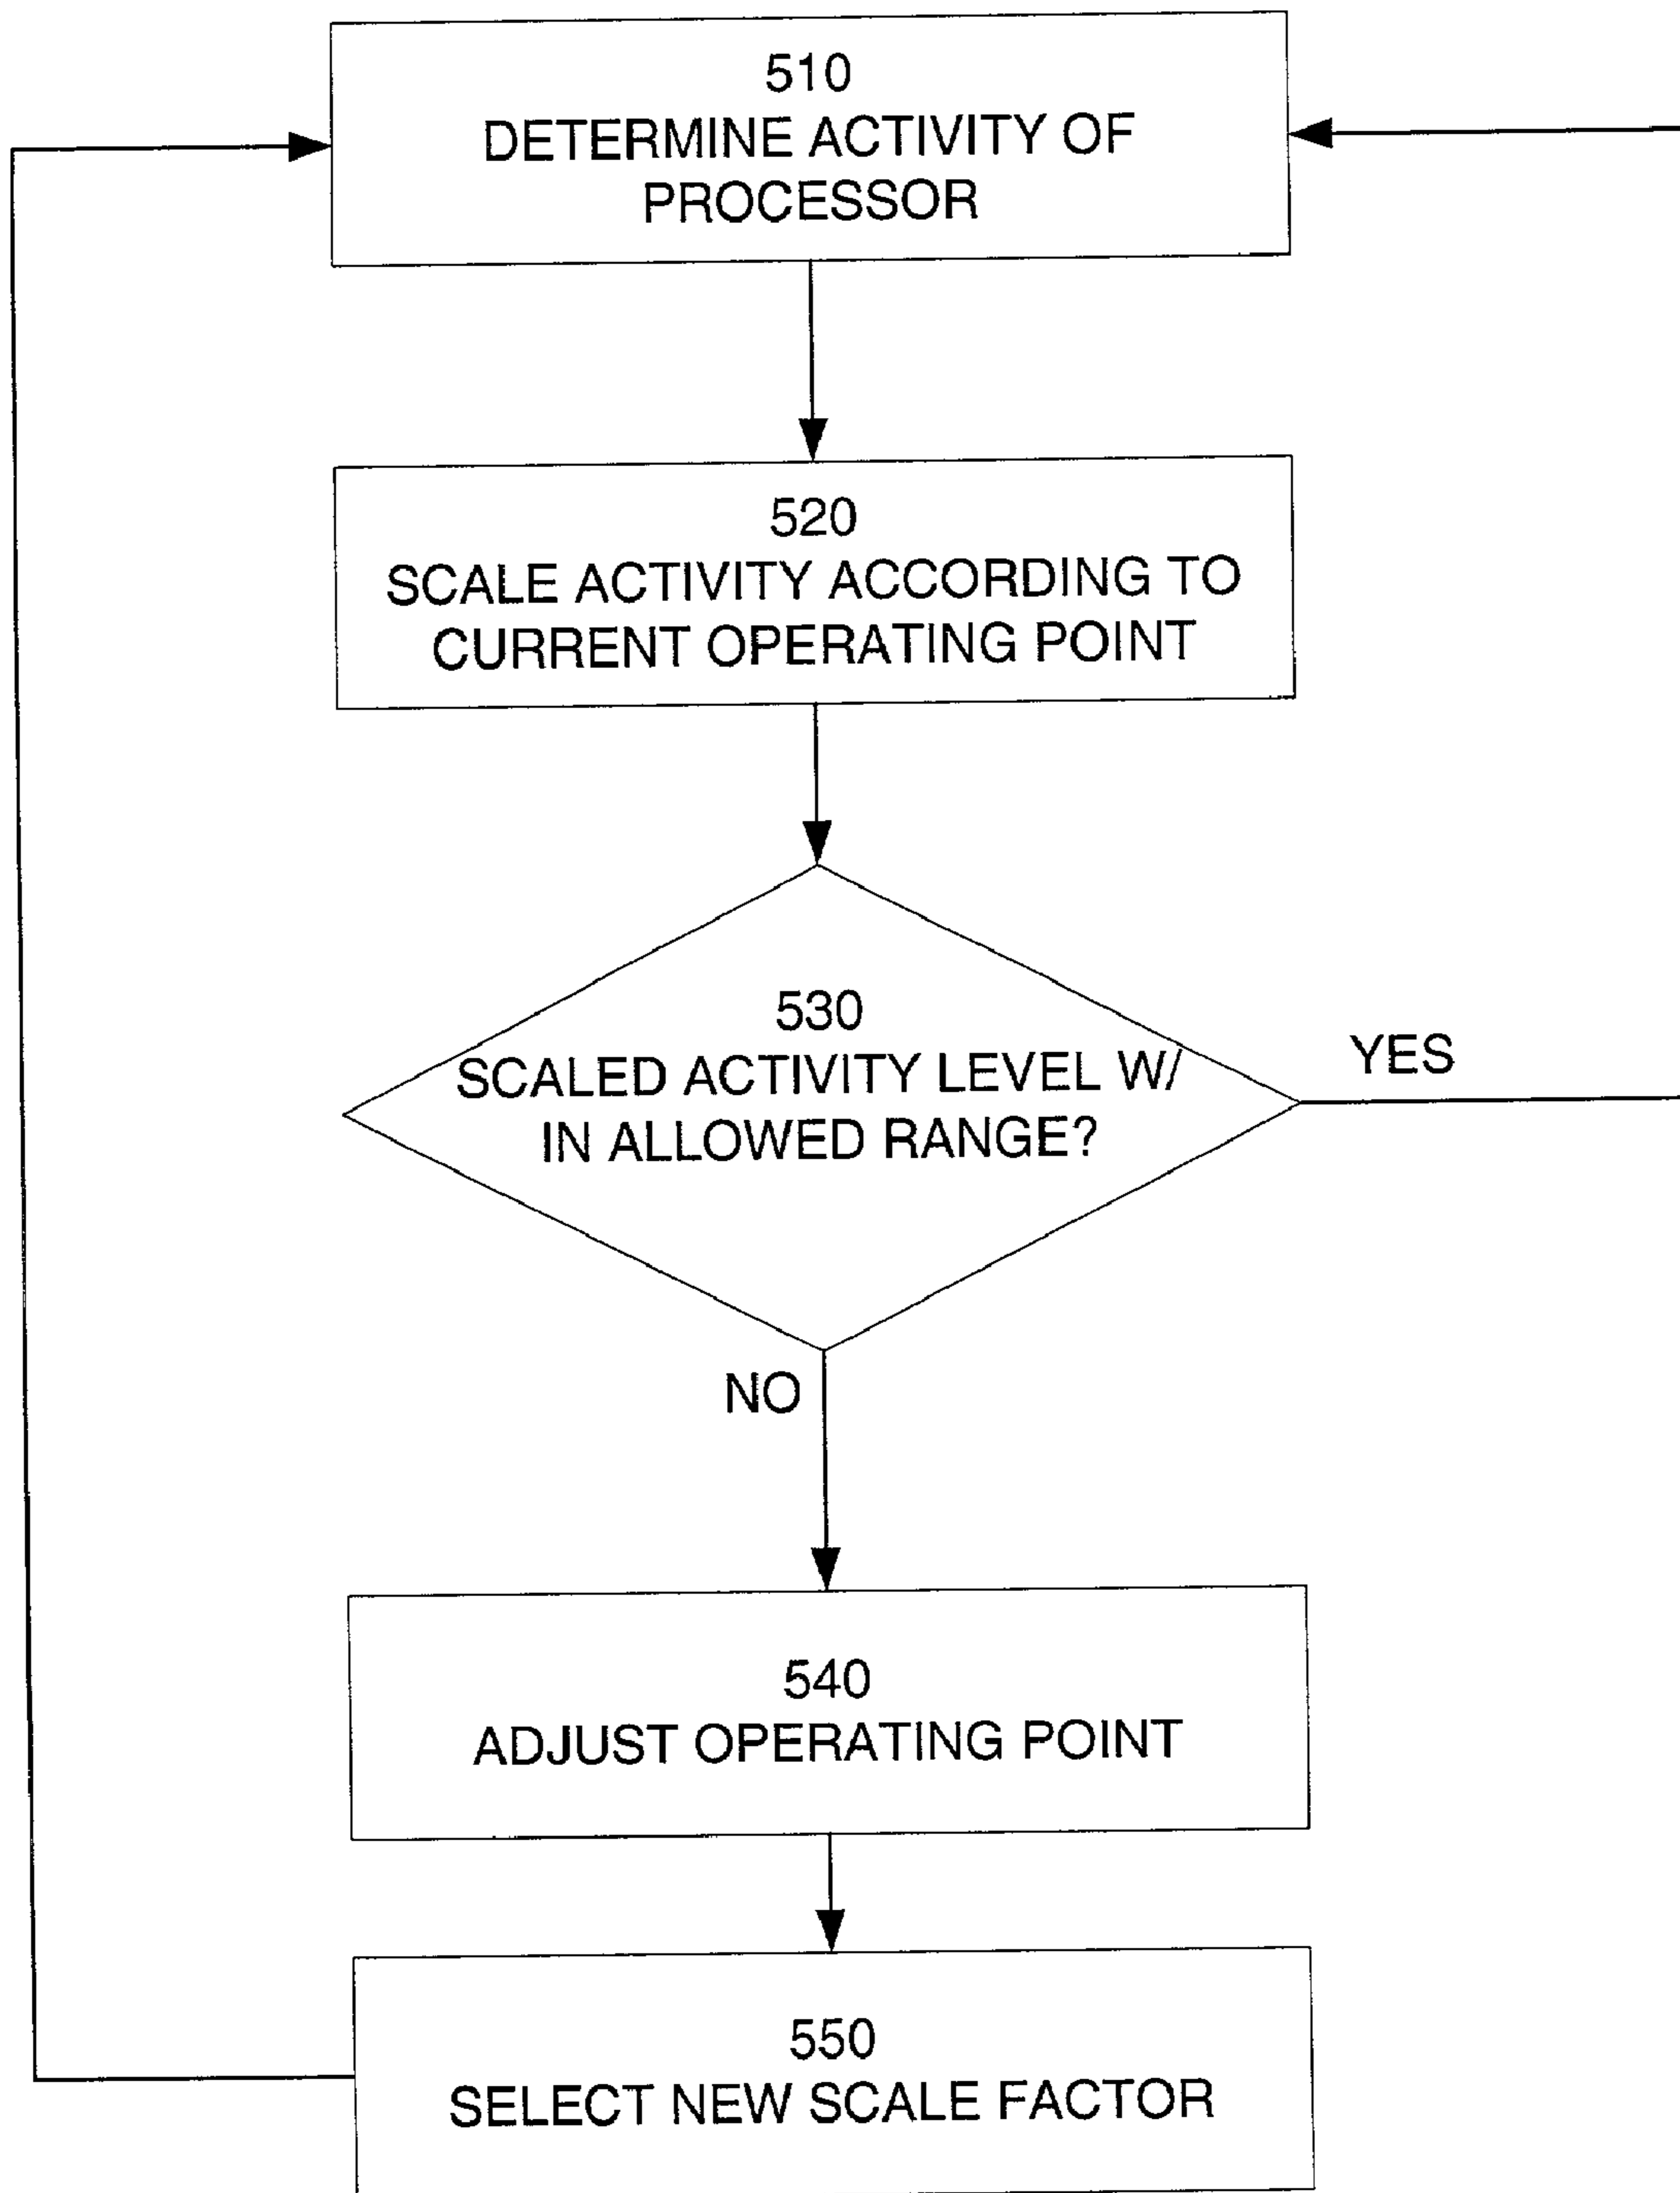 510
DETERMINE ACTIVITY OF
PROCESSOR
520
SCALE ACTIVITY ACCORDING TO
CURRENT OPERATING POINT
530
SCALED ACTIVITY LEVEL W/
IN ALLOWED RANGE?
YES
NO
540
ADJUST OPERATING POINT
550
SELECT NEW SCALE FACTOR